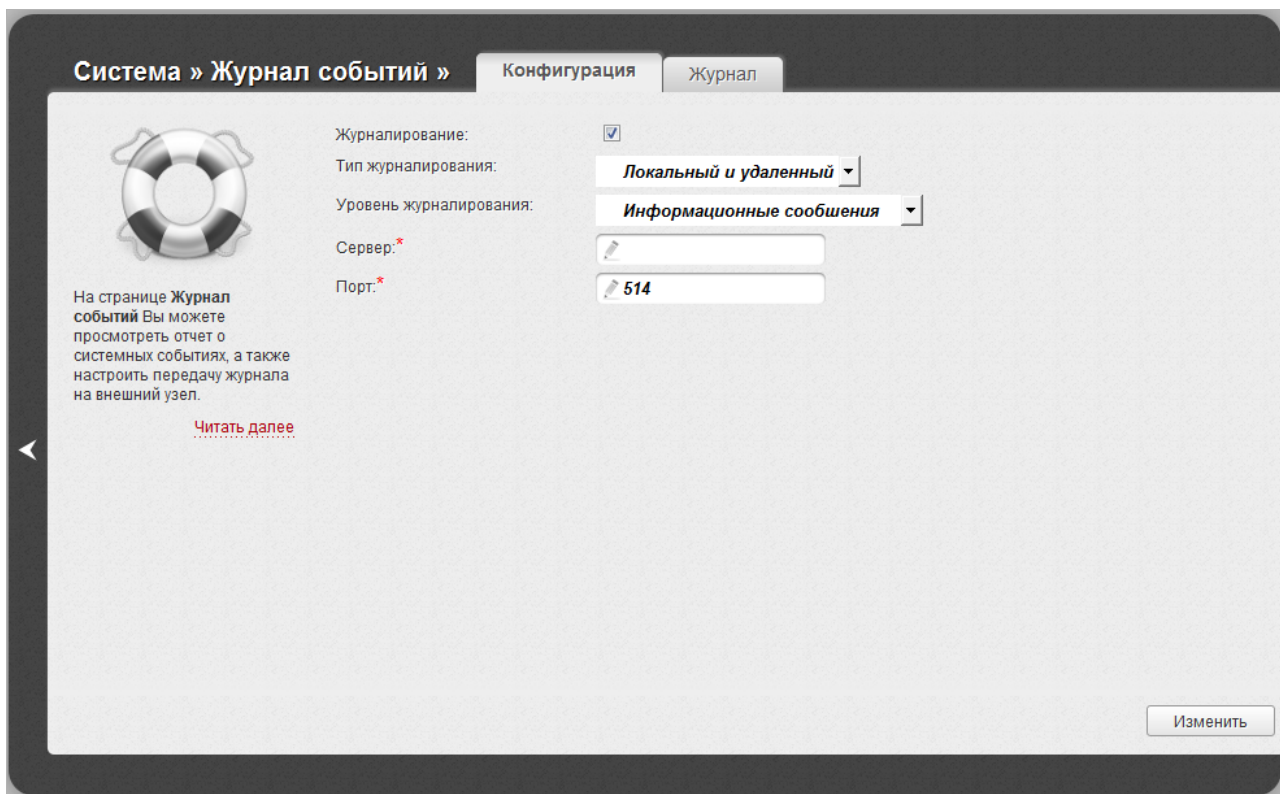 Система » Журнал событий »
Конфигурация
Журнал
Журналирование:
Тип журналирования:
Локальный и удаленный
Уровень журналирования:
Информационные сообшения
Сервер:*
Порт:*
514
На странице Журнал
событий Вы можете
просмотреть отчет о
системных событиях, а также
настроить передачу журнала
на внешний узел.
Читать далее
Изменить